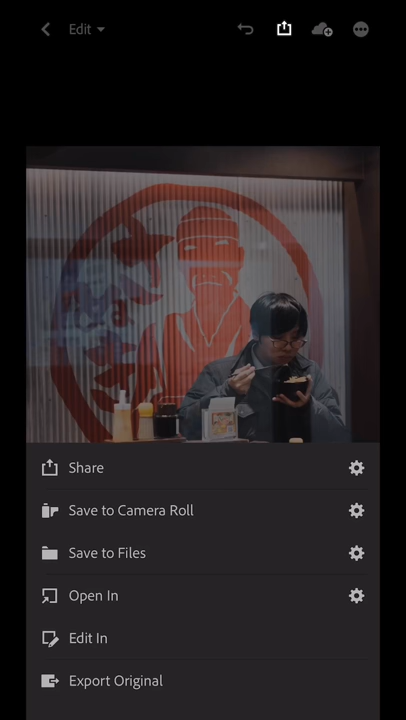 Edit
Share
Save to Camera Roll
Save to Files
Open In
Edit In
Export Original